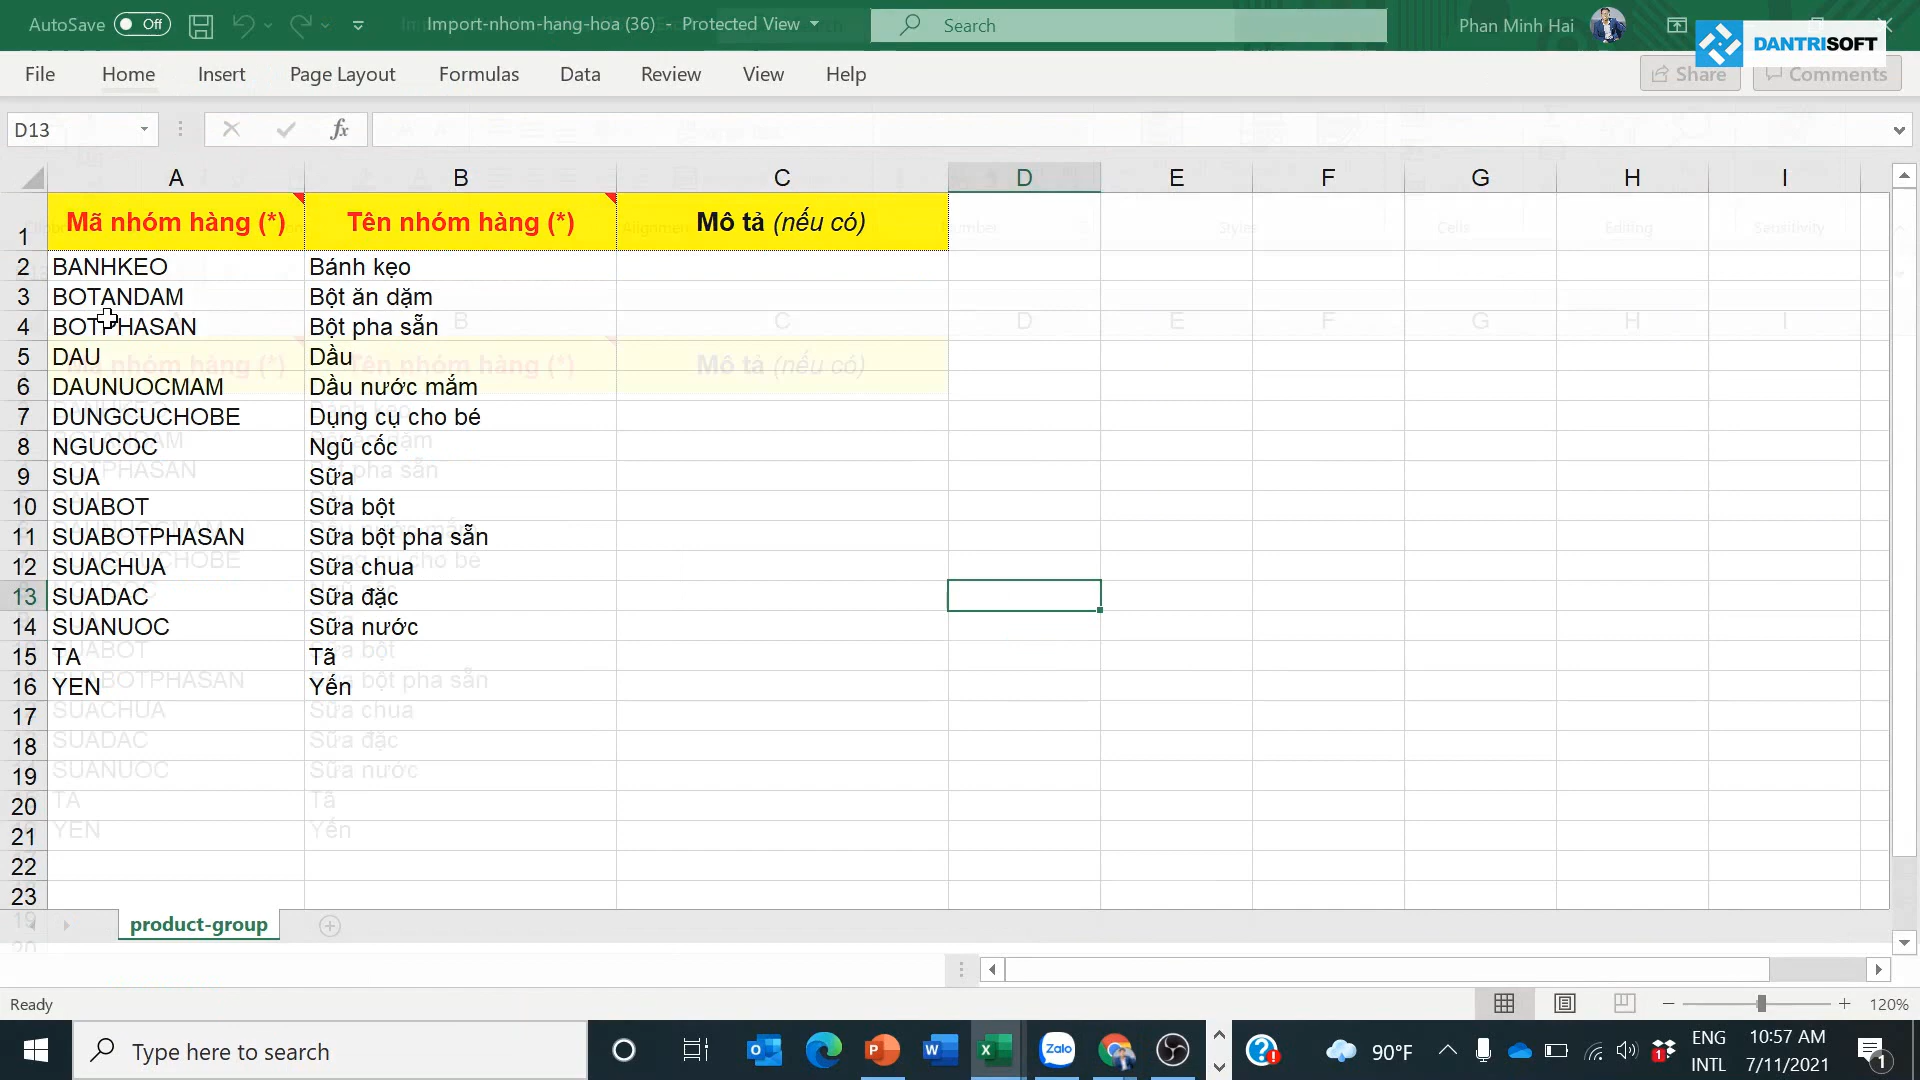 AutoSave Off Import-nhom-hang-hoa (36) - Protected View Search Phan Minh Hai
DANTRISOFT
File Home Insert Page Layout Formulas Data Review View Help Share Comments
D13 fx
A B C D E F G H I
1 Mã nhóm hàng (*) Tên nhóm hàng (*) Mô tả (nếu có)
2 BANHKEO Bánh kẹo
3 BOTANDAM Bột ăn dặm
4 BOTPHASAN Bột pha sẵn
5 DAU Dầu
6 DAUNUOCMAM Dầu nước mắm
7 DUNGCUCHOBE Dụng cụ cho bé
8 NGUCOC Ngũ cốc
9 SUA Sữa
10 SUABOT Sữa bột
11 SUABOTPHASAN Sữa bột pha sẵn
12 SUACHUA Sữa chua
13 SUADAC Sữa đặc
14 SUANUOC Sữa nước
15 TA Tã
16 YEN Yến
17
18
19
20
21
22
23
product-group
Ready 120%
Type here to search Zalo 90°F ENG 10:57 AM
INTL 7/11/2021 1